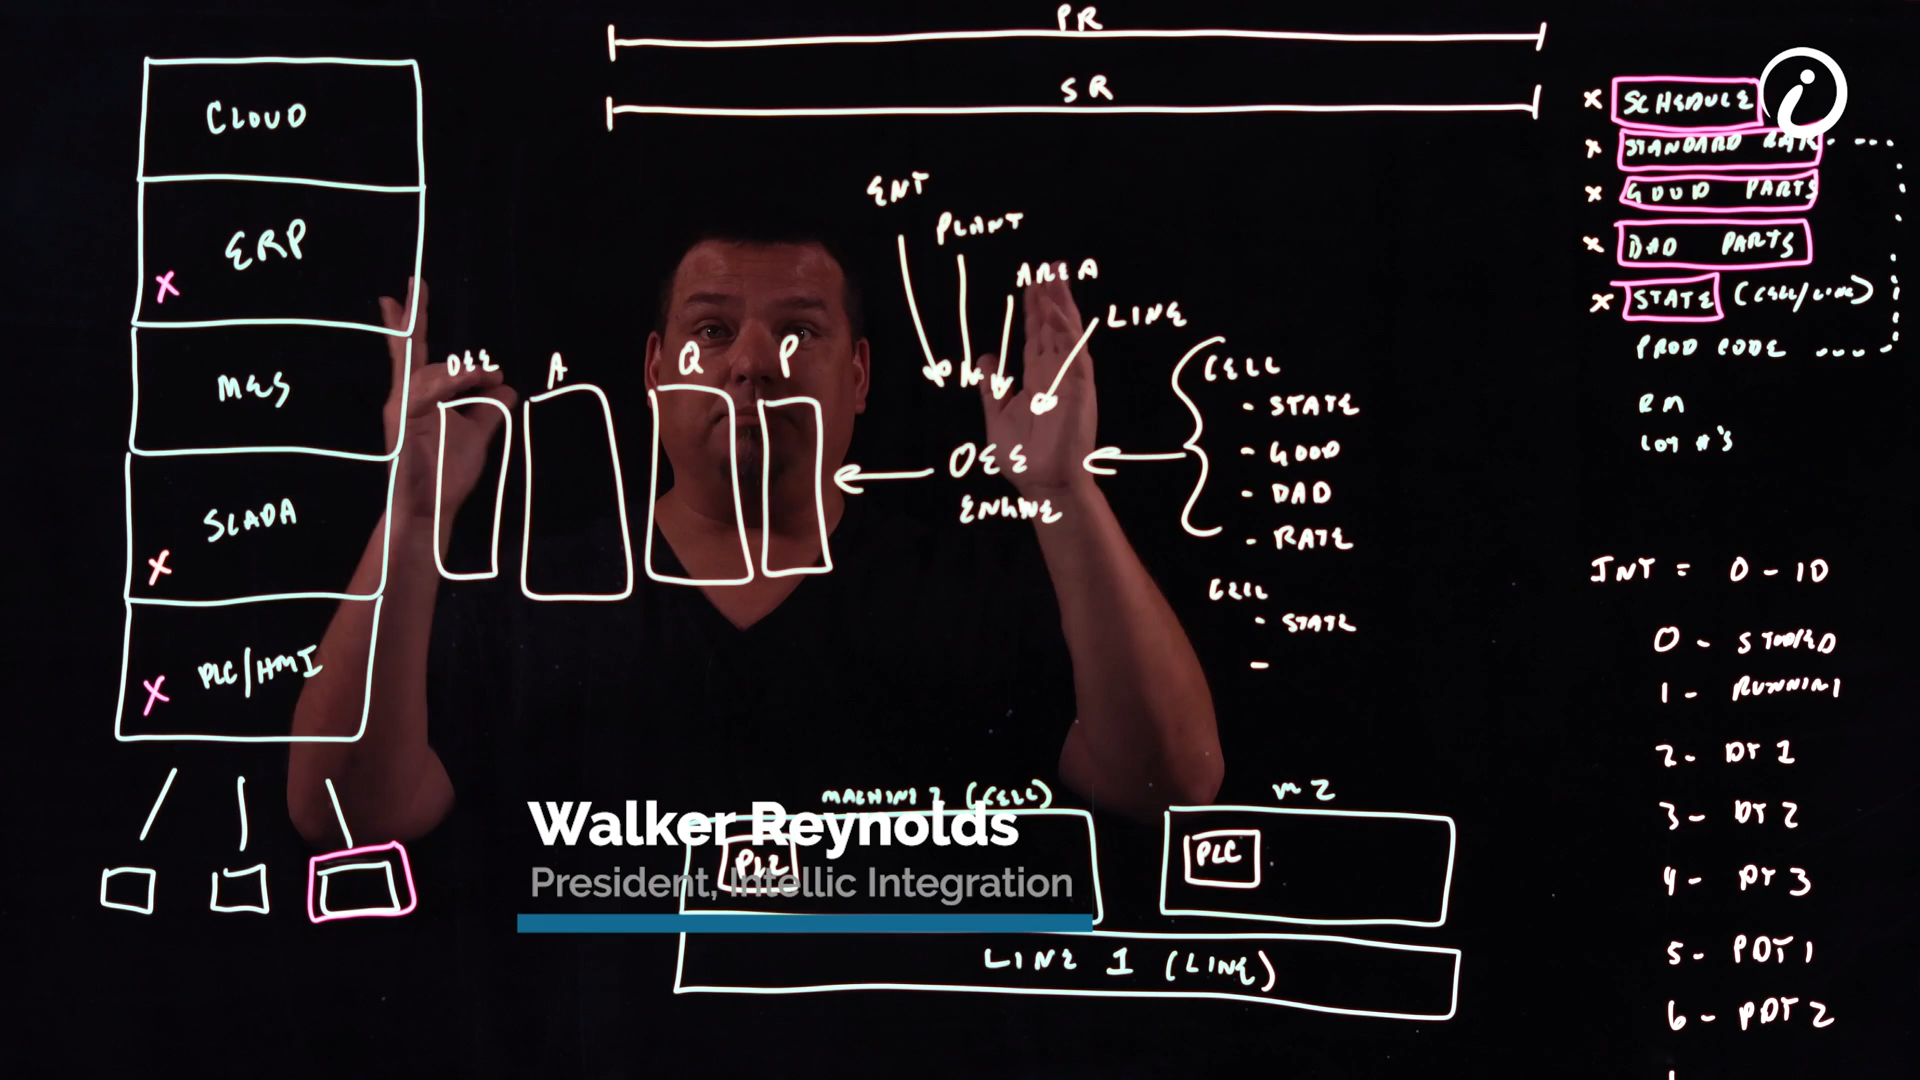 PR
SR
CLOUD
ERP
X
MES
SCADA
X
PLC/HMI
X
ENT
PLANT
AREA
LINE
OEE
A
Q
P
OEE
ENGINE
CELL
- STATE
- GOOD
- BAD
- RATE
CELL
- STATE
-
X SCHEDULE
X STANDARD
X GOOD PARTS
X BAD PARTS
X STATE (CELL/LINE)
PROD CODE
RM
LOT #'S
INT = 0-10
0 - STOPPED
1 - RUNNING
2 - DT 1
3 - DT 2
4 - DT 3
5 - PDT 1
6 - PDT 2
MACHINE 1 (CELL)
PLC
M2
PLC
LINE 1 (LINE)
Walker Reynolds
President, Intellic Integration
i